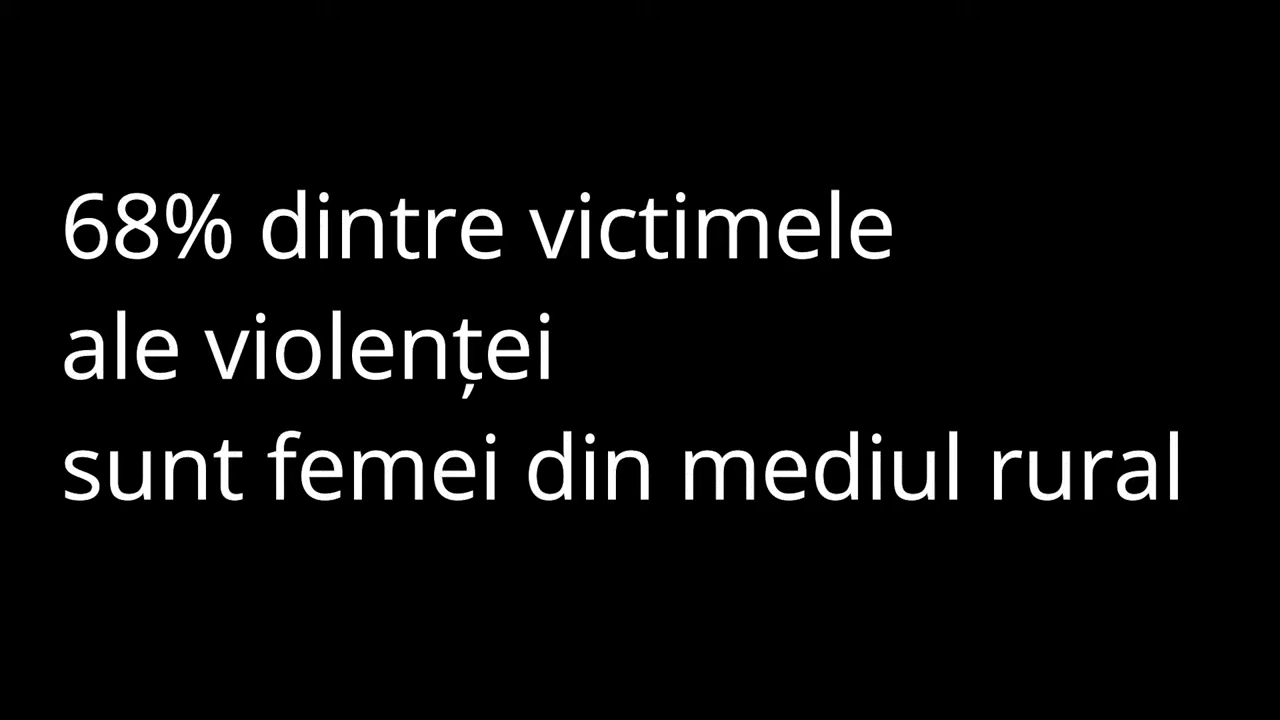 68% dintre victimele
ale violenței
sunt femei din mediul rural